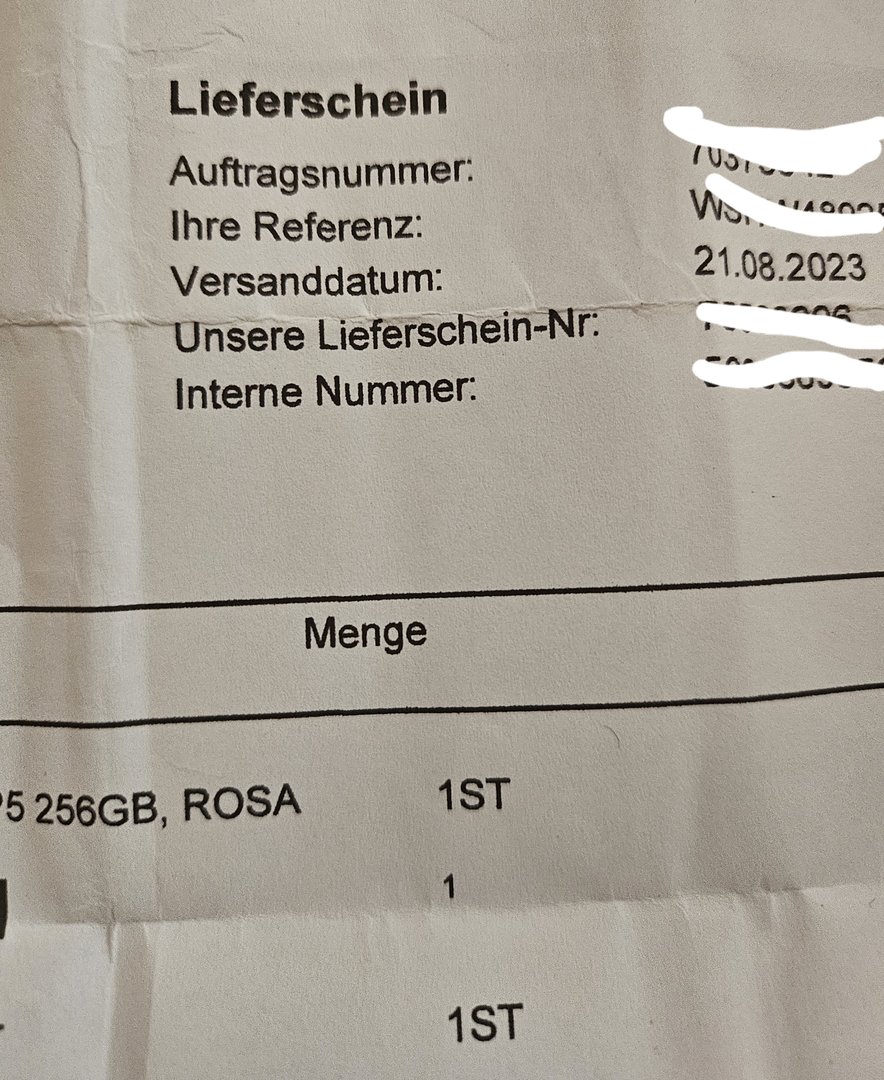 Lieferschein
Auftragsnummer:
Ihre Referenz:
Versanddatum: 21.08.2023
Unsere Lieferschein-Nr:
Interne Nummer:
Menge
256GB, ROSA 1ST
1
1ST